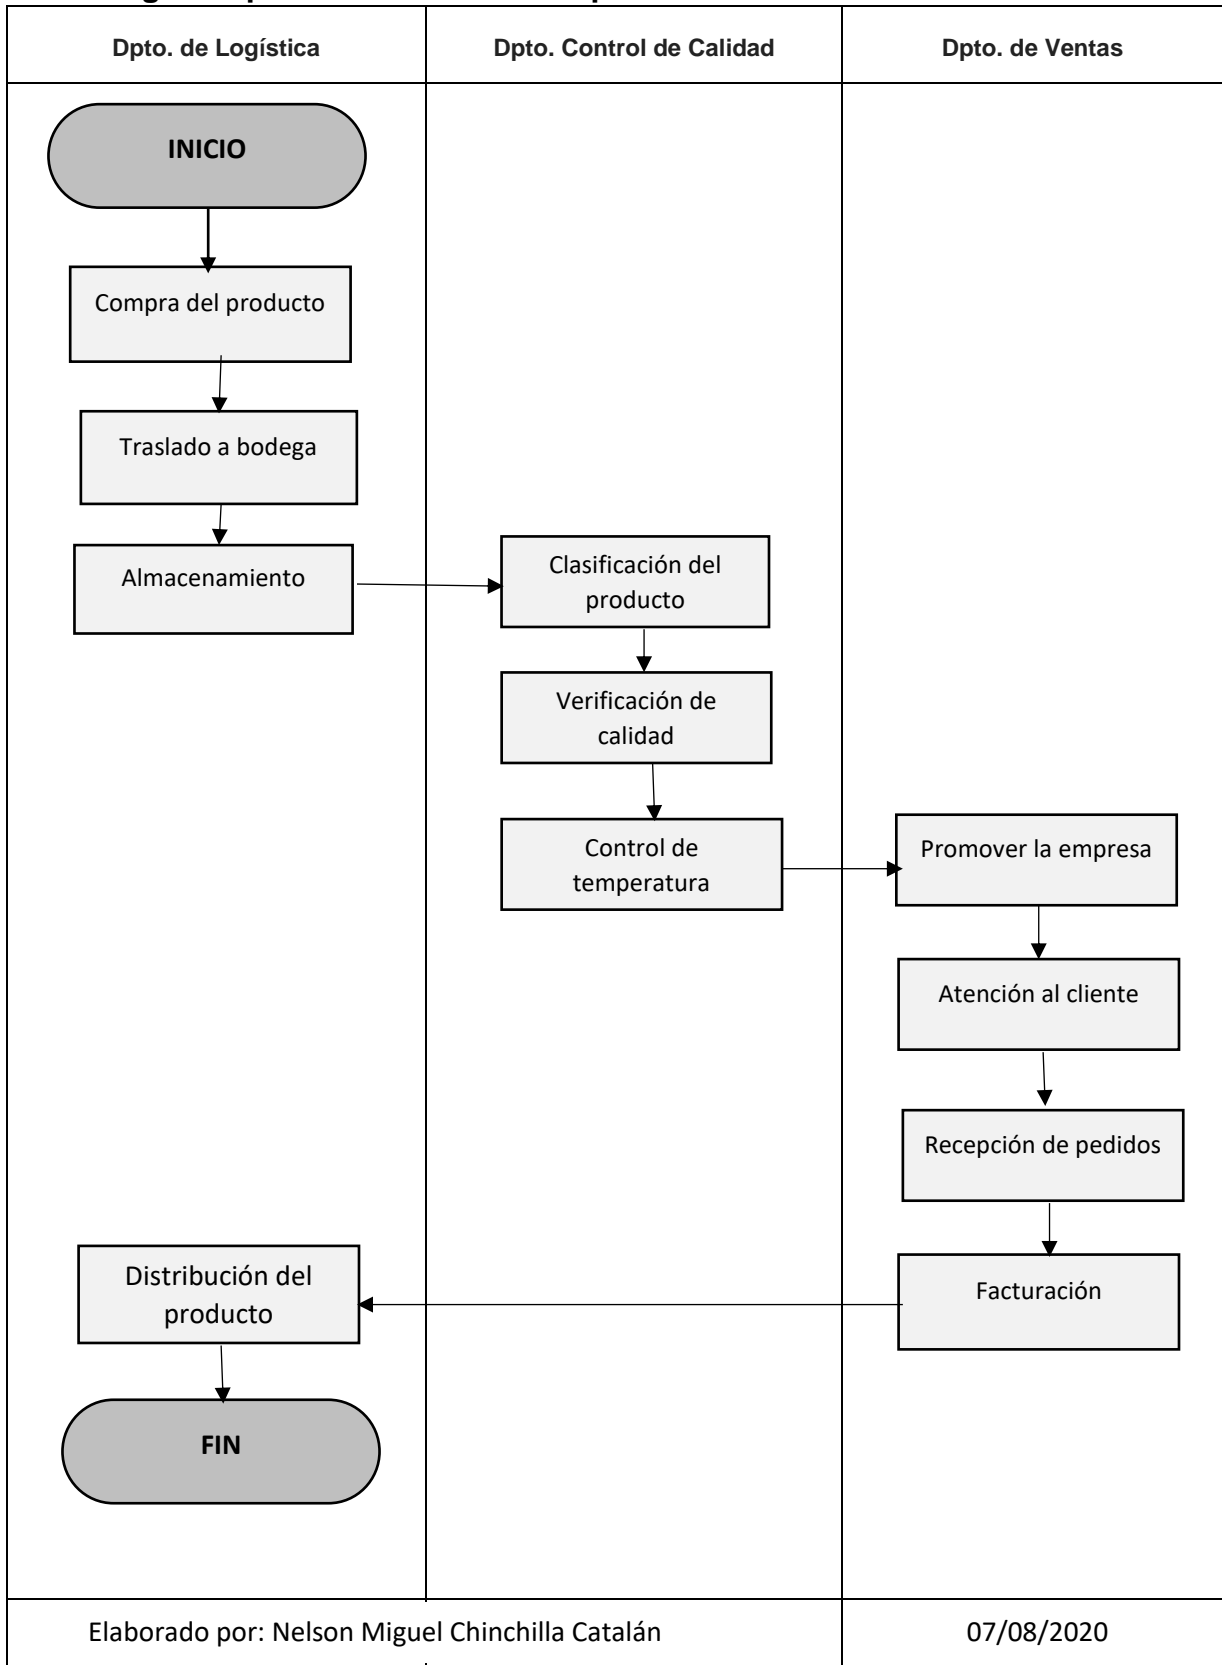 Dpto. de Logística
Dpto. Control de Calidad
Dpto. de Ventas
INICIO
Compra del producto
Traslado a bodega
Almacenamiento
Clasificación del
producto
Verificación de
calidad
Control de
temperatura
Promover la empresa
Atención al cliente
Recepción de pedidos
Facturación
Distribución del
producto
FIN
Elaborado por: Nelson Miguel Chinchilla Catalán
07/08/2020